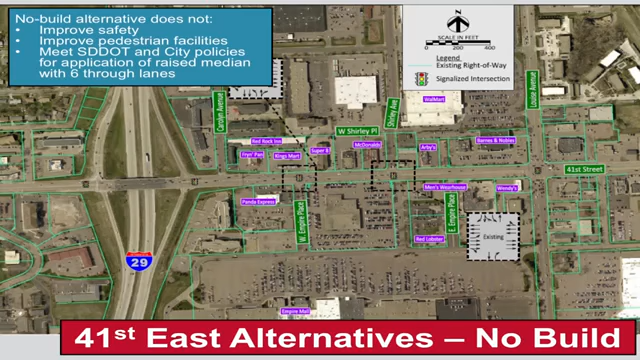 No-build alternative does not:
• Improve safety
• Improve pedestrian facilities
• Meet SDDOT and City policies
for application of raised median
with 6 through lanes
SCALE IN FEET
0 200 400
Legend
Existing Right-of-Way
Signalized Intersection
Carolyn Avenue
Shirley Ave
Louise Avenue
WalMart
W Shirley Pl
Red Rock Inn
Fryn' Pan
Kings Mart
Super 8
McDonalds
Arby's
Barnes & Nobles
41st Street
Men's Wearhouse
Wendy's
Panda Express
W. Empire Place
E. Empire Place
Red Lobster
Existing
29
Empire Mall
41st East Alternatives – No Build